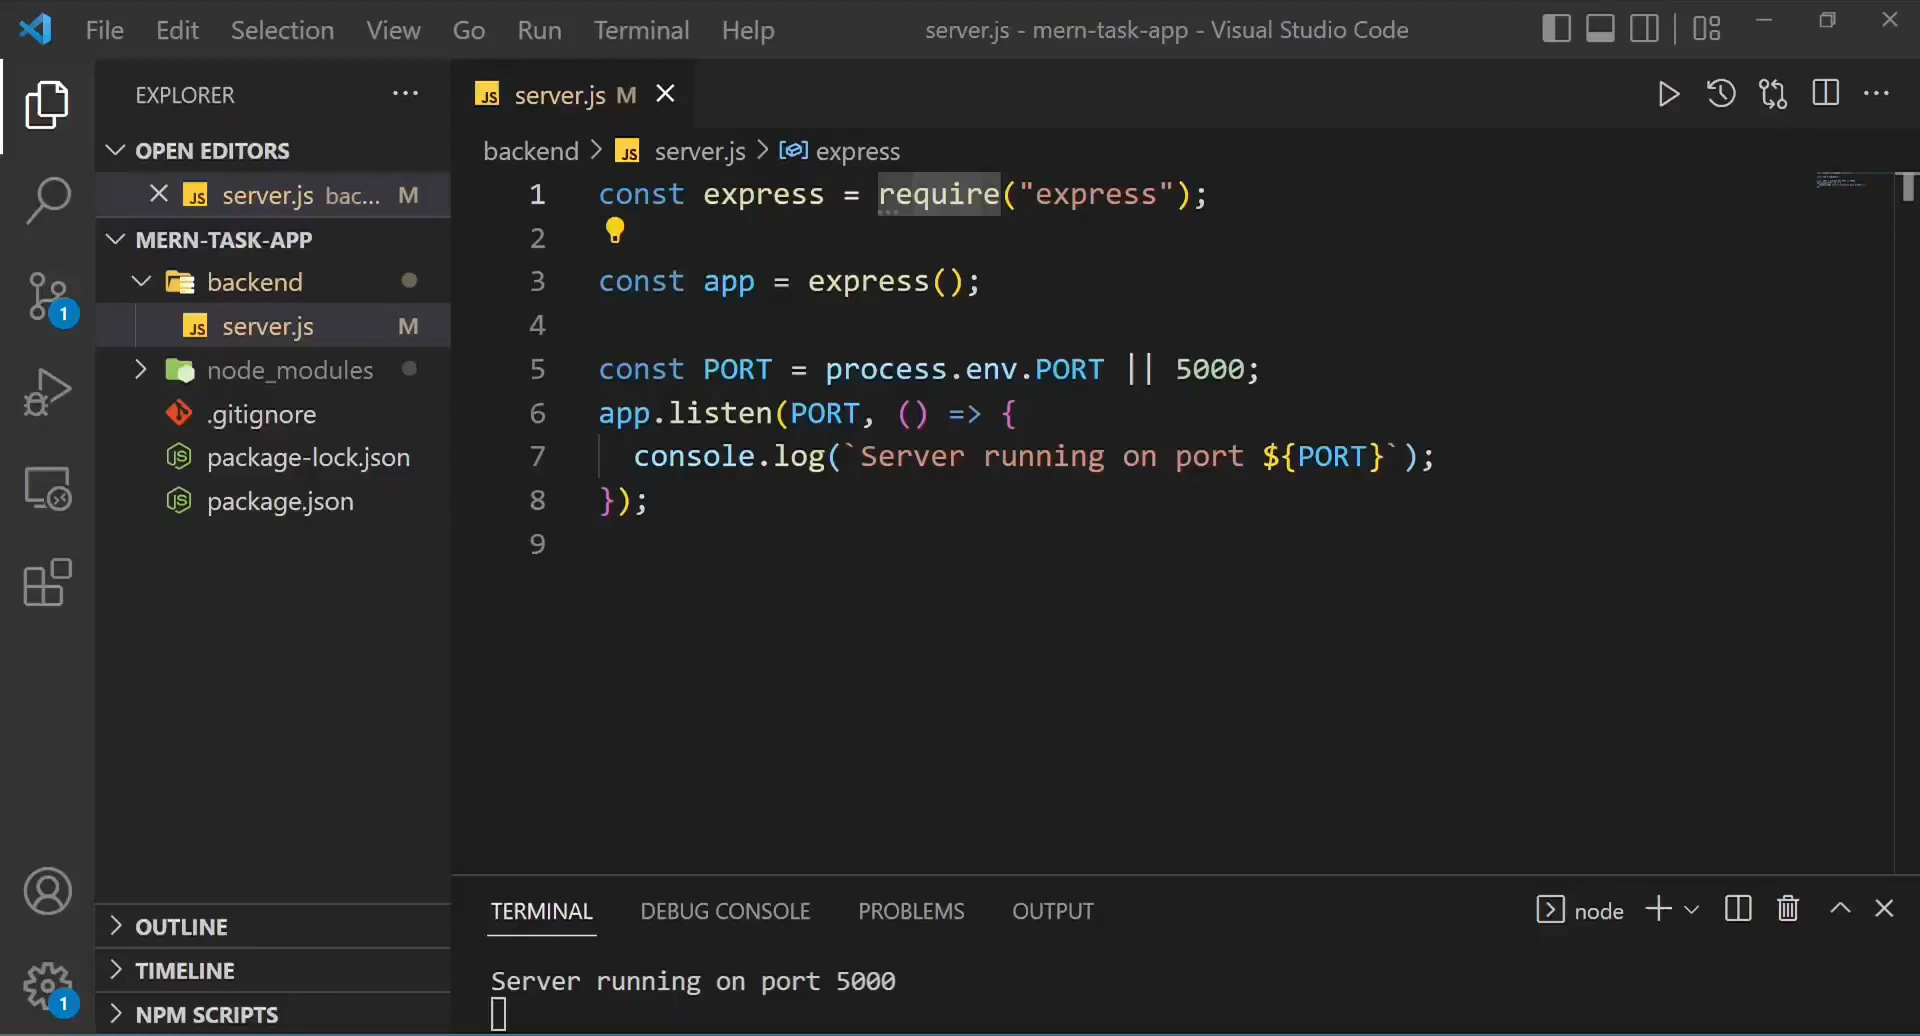 File Edit Selection View Go Run Terminal Help server.js - mern-task-app - Visual Studio Code
EXPLORER
OPEN EDITORS
server.js bac... M
MERN-TASK-APP
backend
server.js M
node_modules
.gitignore
package-lock.json
package.json
OUTLINE
TIMELINE
NPM SCRIPTS
1
1
JS server.js M
backend > JS server.js > express
1 const express = require("express");
2
3 const app = express();
4
5 const PORT = process.env.PORT || 5000;
6 app.listen(PORT, () => {
7 console.log(`Server running on port ${PORT}`);
8 });
9
TERMINAL DEBUG CONSOLE PROBLEMS OUTPUT node
Server running on port 5000